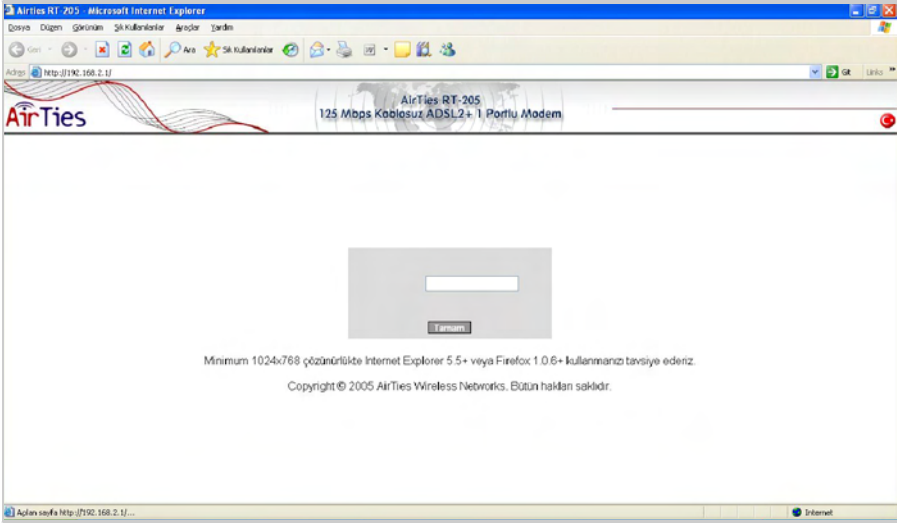 Airties RT-205 - Microsoft Internet Explorer
Dosya Düzen Görünüm Sık Kullanılanlar Araçlar Yardım
Geri Ara Sık Kullanılanlar
Adres http://192.168.2.1/ Git Links
AirTies
AirTies RT-205
125 Mbps Kablosuz ADSL2+ 1 Portlu Modem
Tamam
Minimum 1024x768 çözünürlükte Internet Explorer 5.5+ veya Firefox 1.0.6+ kullanmanızı tavsiye ederiz.
Copyright © 2005 AirTies Wireless Networks. Bütün hakları saklıdır.
Açılan sayfa http://192.168.2.1/... Internet